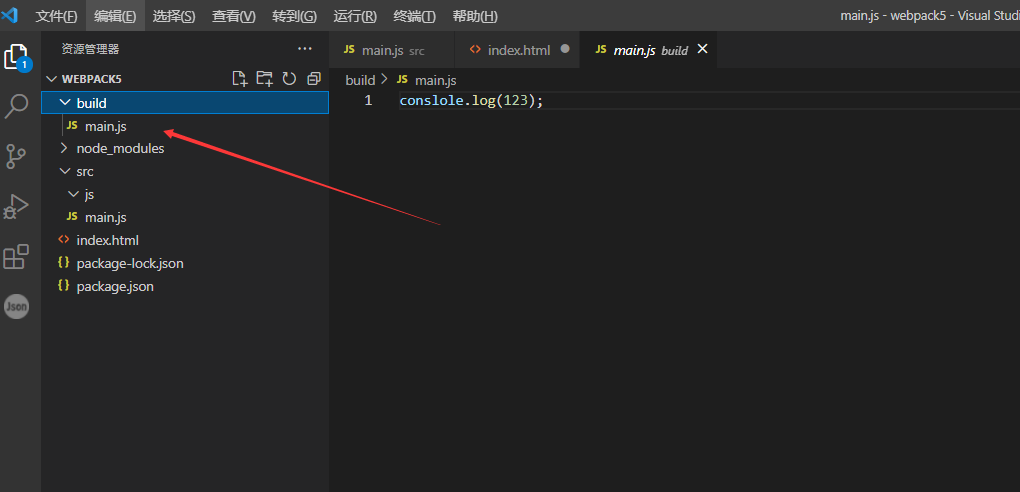 文件(F) 编辑(E) 选择(S) 查看(V) 转到(G) 运行(R) 终端(T) 帮助(H) main.js - webpack5 - Visual Studi
资源管理器 ···
JS main.js src <> index.html JS main.js build
1
WEBPACK5
build > JS main.js
build
1 conslole.log(123);
JS main.js
node_modules
src
js
JS main.js
<> index.html
{} package-lock.json
{} package.json
Json